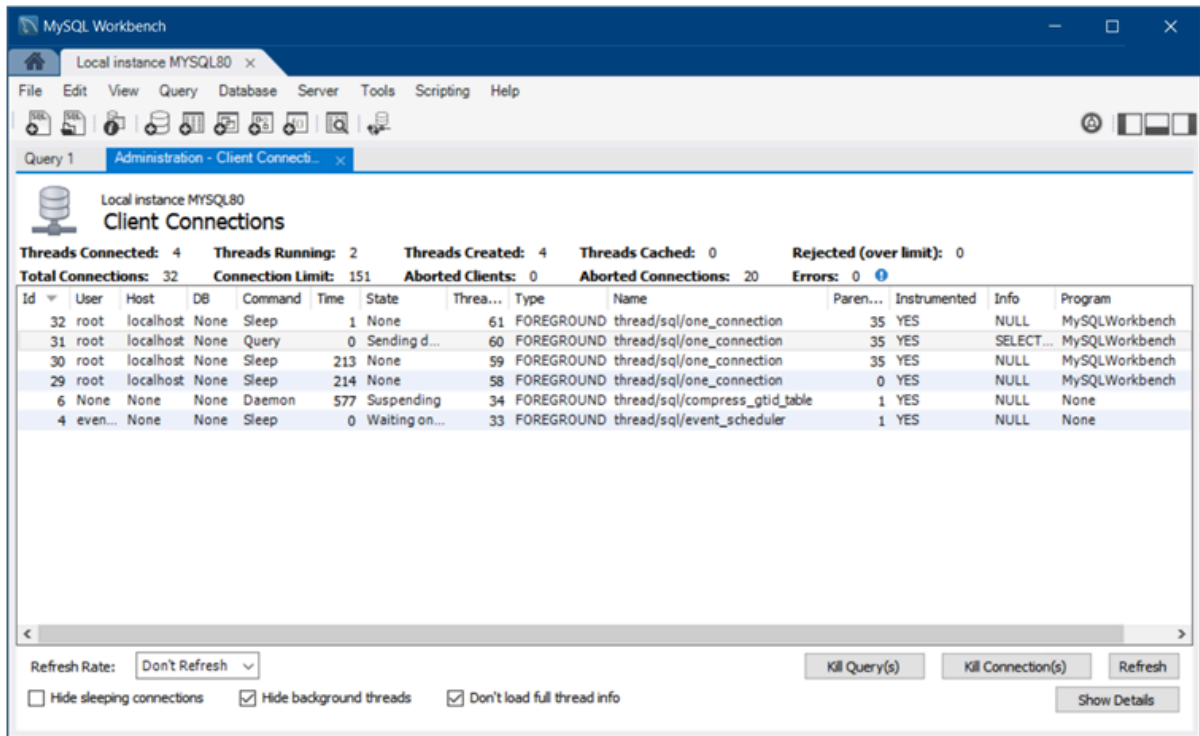 MySQL Workbench
Local instance MYSQL80
File Edit View Query Database Server Tools Scripting Help
Query 1 Administration - Client Connecti...
Local instance MYSQL80
Client Connections
Threads Connected: 4 Threads Running: 2 Threads Created: 4 Threads Cached: 0 Rejected (over limit): 0
Total Connections: 32 Connection Limit: 151 Aborted Clients: 0 Aborted Connections: 20 Errors: 0
Id User Host DB Command Time State Threa... Type Name Paren... Instrumented Info Program
32 root localhost None Sleep 1 None 61 FOREGROUND thread/sql/one_connection 35 YES NULL MySQLWorkbench
31 root localhost None Query 0 Sending d... 60 FOREGROUND thread/sql/one_connection 35 YES SELECT... MySQLWorkbench
30 root localhost None Sleep 213 None 59 FOREGROUND thread/sql/one_connection 35 YES NULL MySQLWorkbench
29 root localhost None Sleep 214 None 58 FOREGROUND thread/sql/one_connection 0 YES NULL MySQLWorkbench
6 None None None Daemon 577 Suspending 34 FOREGROUND thread/sql/compress_gtid_table 1 YES NULL None
4 even... None None Sleep 0 Waiting on... 33 FOREGROUND thread/sql/event_scheduler 1 YES NULL None
Refresh Rate: Don't Refresh Kill Query(s) Kill Connection(s) Refresh
Hide sleeping connections Hide background threads Don't load full thread info Show Details